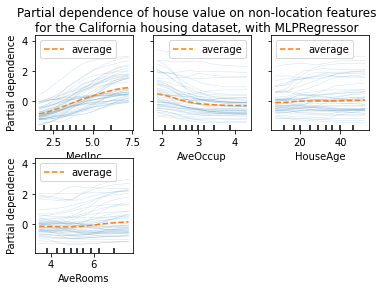 Partial dependence of house value on non-location features
for the California housing dataset, with MLPRegressor
4
2
0
Partial dependence
average
2.5
5.0
7.5
MedInc
average
2
3
4
AveOccup
average
20
40
HouseAge
4
2
0
Partial dependence
average
4
6
AveRooms